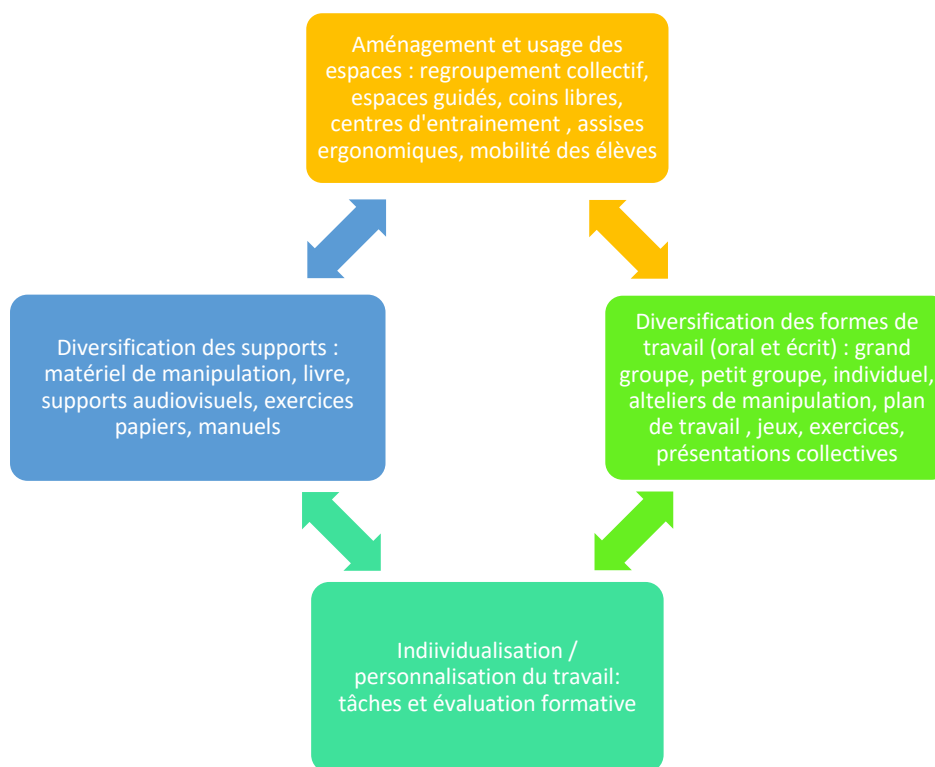 Aménagement et usage des
espaces : regroupement collectif,
espaces guidés, coins libres,
centres d'entrainement , assises
ergonomiques, mobilité des élèves
Diversification des supports :
matériel de manipulation, livre,
supports audiovisuels, exercices
papiers, manuels
Diversification des formes de
travail (oral et écrit) : grand
groupe, petit groupe, individuel,
alteliers de manipulation, plan
de travail , jeux, exercices,
présentations collectives
Indiividualisation /
personnalisation du travail:
tâches et évaluation formative